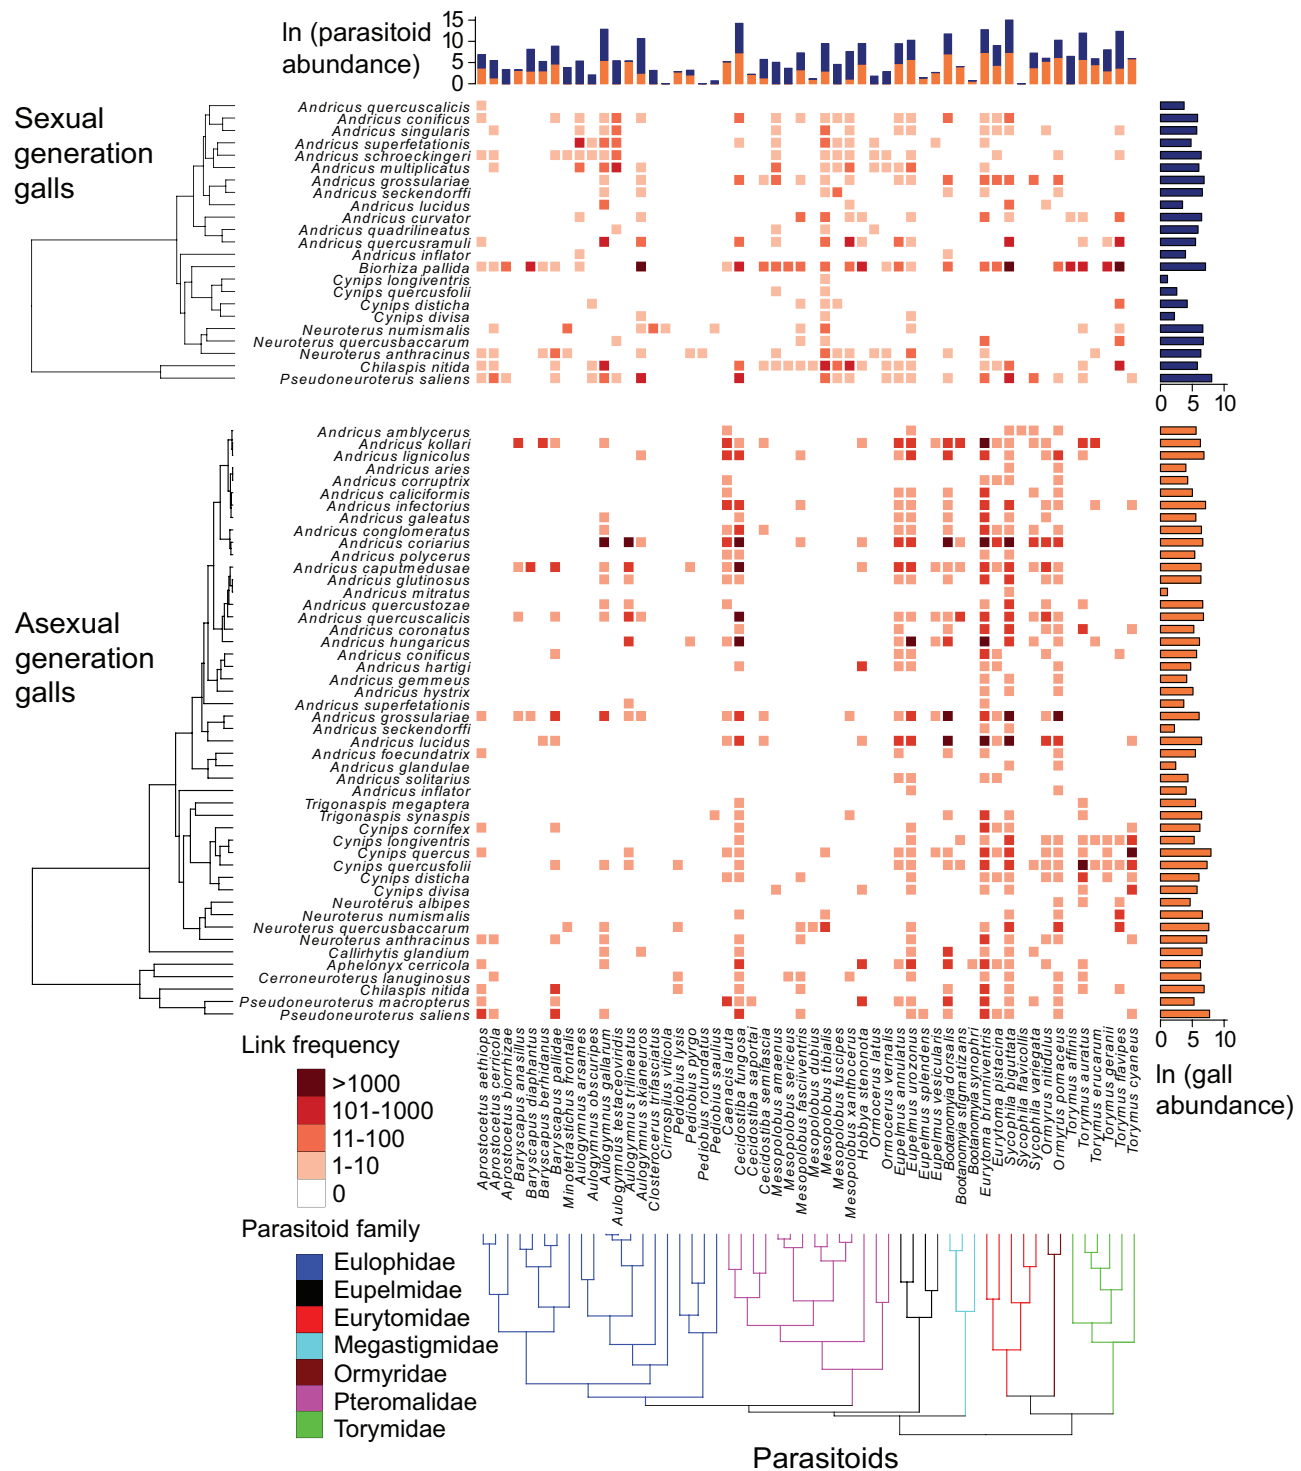 ln (parasitoid
abundance)
15
10
5
0
Sexual
generation
galls
Andricus quercuscalicis
Andricus conificus
Andricus singularis
Andricus superfetationis
Andricus schroeckingeri
Andricus multiplicatus
Andricus grossulariae
Andricus seckendorffi
Andricus lucidus
Andricus curvator
Andricus quadrilineatus
Andricus quercusramuli
Andricus inflator
Biorhiza pallida
Cynips longiventris
Cynips quercusfolii
Cynips disticha
Cynips divisa
Neuroterus numismalis
Neuroterus quercusbaccarum
Neuroterus anthracinus
Chilaspis nitida
Pseudoneuroterus saliens
0 5 10
Asexual
generation
galls
Andricus amblycerus
Andricus kollari
Andricus lignicolus
Andricus aries
Andricus corruptrix
Andricus caliciformis
Andricus infectorius
Andricus galeatus
Andricus conglomeratus
Andricus coriarius
Andricus polycerus
Andricus caputmedusae
Andricus glutinosus
Andricus mitratus
Andricus quercustozae
Andricus quercuscalicis
Andricus coronatus
Andricus hungaricus
Andricus conificus
Andricus hartigi
Andricus gemmeus
Andricus hystrix
Andricus superfetationis
Andricus grossulariae
Andricus seckendorffi
Andricus lucidus
Andricus foecundatrix
Andricus glandulae
Andricus solitarius
Andricus inflator
Trigonaspis megaptera
Trigonaspis synaspis
Cynips cornifex
Cynips longiventris
Cynips quercus
Cynips quercusfolii
Cynips disticha
Cynips divisa
Neuroterus albipes
Neuroterus numismalis
Neuroterus quercusbaccarum
Neuroterus anthracinus
Callirhytis glandium
Aphelonyx cerricola
Cerroneuroterus lanuginosus
Chilaspis nitida
Pseudoneuroterus macropterus
Pseudoneuroterus saliens
0 5 10
ln (gall
abundance)
Aprostocetus aethiops
Aprostocetus cerricola
Aprostocetus biorrhizae
Baryscapus anasillus
Baryscapus diaphantus
Baryscapus berhidanus
Baryscapus pallidae
Minotetrastichus frontalis
Aulogymnus arsames
Aulogymnus obscuripes
Aulogymnus gallarum
Aulogymnus testaceoviridis
Aulogymnus trilineatus
Aulogymnus skianeuros
Closterocerus trifasciatus
Cirrospilus viticola
Pediobius lysis
Pediobius pyrgo
Pediobius rotundatus
Pediobius saulius
Caenacis lauta
Cecidostiba fungosa
Cecidostiba saportai
Cecidostiba semifascia
Mesopolobus amaenus
Mesopolobus sericeus
Mesopolobus fasciiventris
Mesopolobus dubius
Mesopolobus tibialis
Mesopolobus fuscipes
Mesopolobus xanthocerus
Hobbya stenonota
Ormocerus latus
Ormocerus vernalis
Eupelmus annulatus
Eupelmus urozonus
Eupelmus splendens
Eupelmus vesicularis
Bootanomyia dorsalis
Bootanomyia stigmatizans
Bootanomyia synophri
Eurytoma brunniventris
Eurytoma pistacina
Sycophila biguttata
Sycophila flavicollis
Sycophila variegata
Ormyrus nitidulus
Ormyrus pomaceus
Torymus affinis
Torymus auratus
Torymus erucarum
Torymus geranii
Torymus flavipes
Torymus cyaneus
Link frequency
>1000
101-1000
11-100
1-10
0
Parasitoid family
Eulophidae
Eupelmidae
Eurytomidae
Megastigmidae
Ormyridae
Pteromalidae
Torymidae
Parasitoids